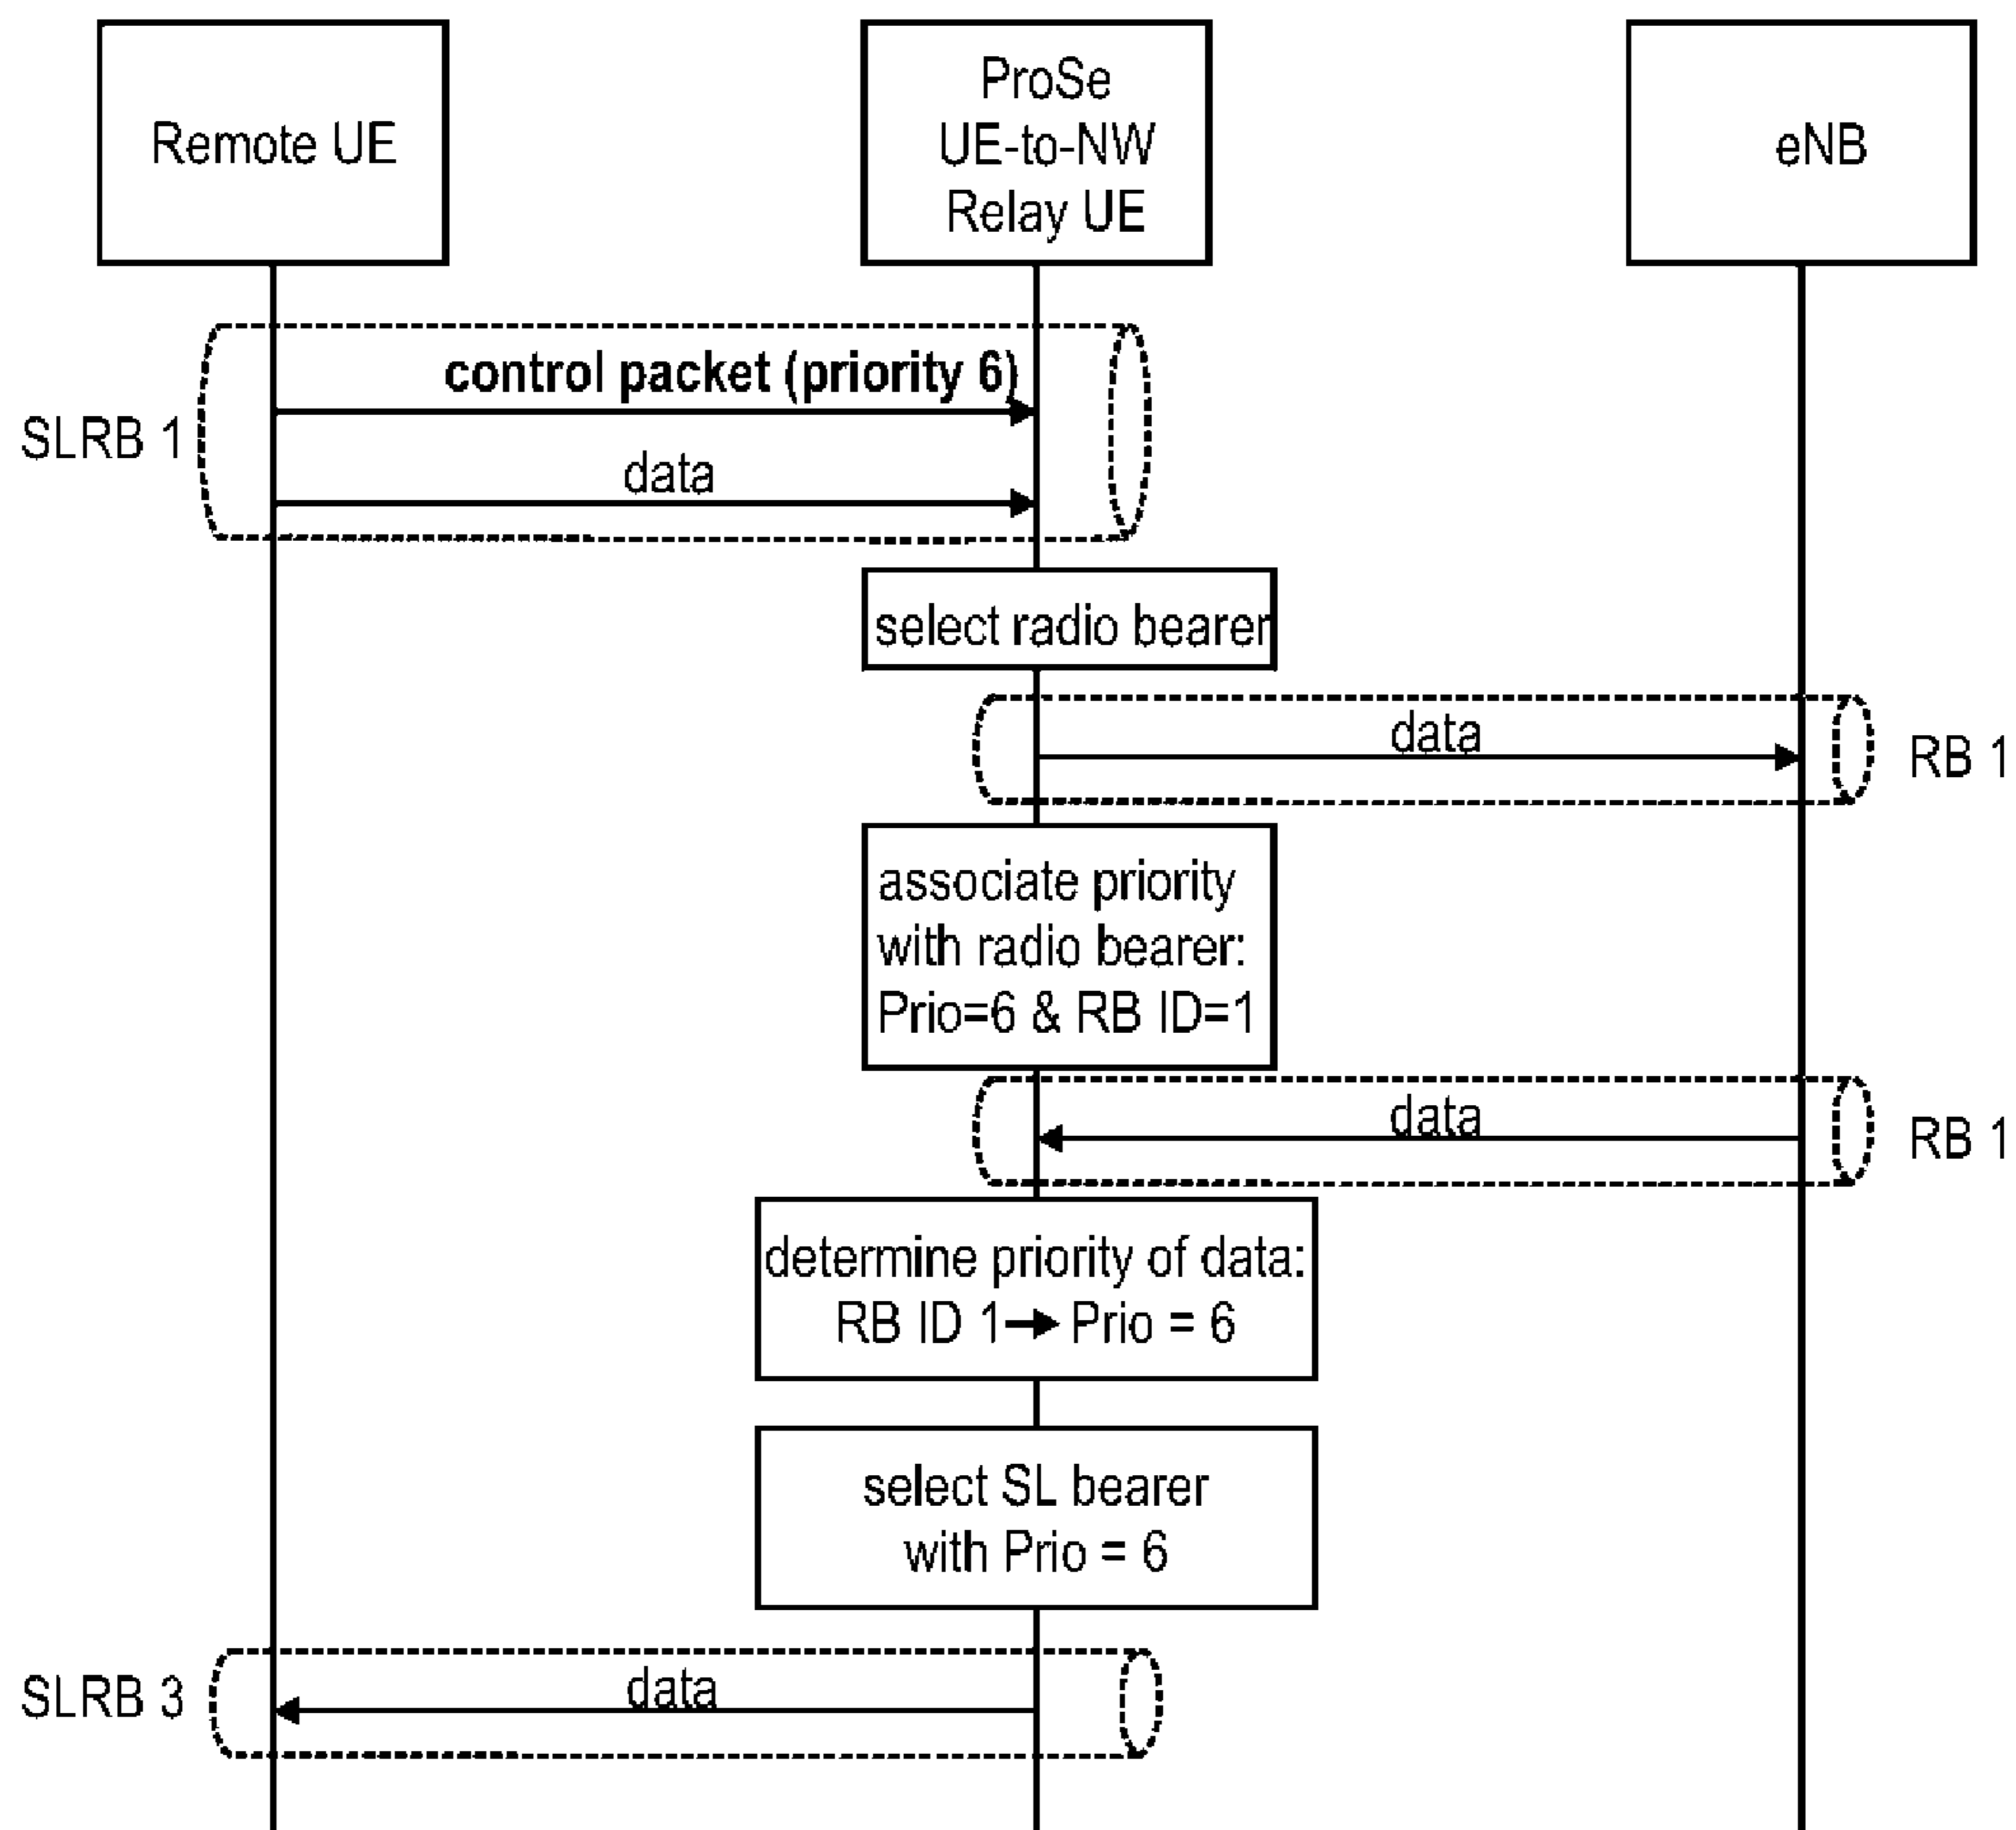 Remote UE
ProSe
UE-to-NW
Relay UE
eNB
control packet (priority 6)
SLRB 1
data
select radio bearer
data
RB 1
associate priority
with radio bearer:
Prio=6 & RB ID=1
data
RB 1
determine priority of data:
RB ID 1→ Prio = 6
select SL bearer
with Prio = 6
SLRB 3
data